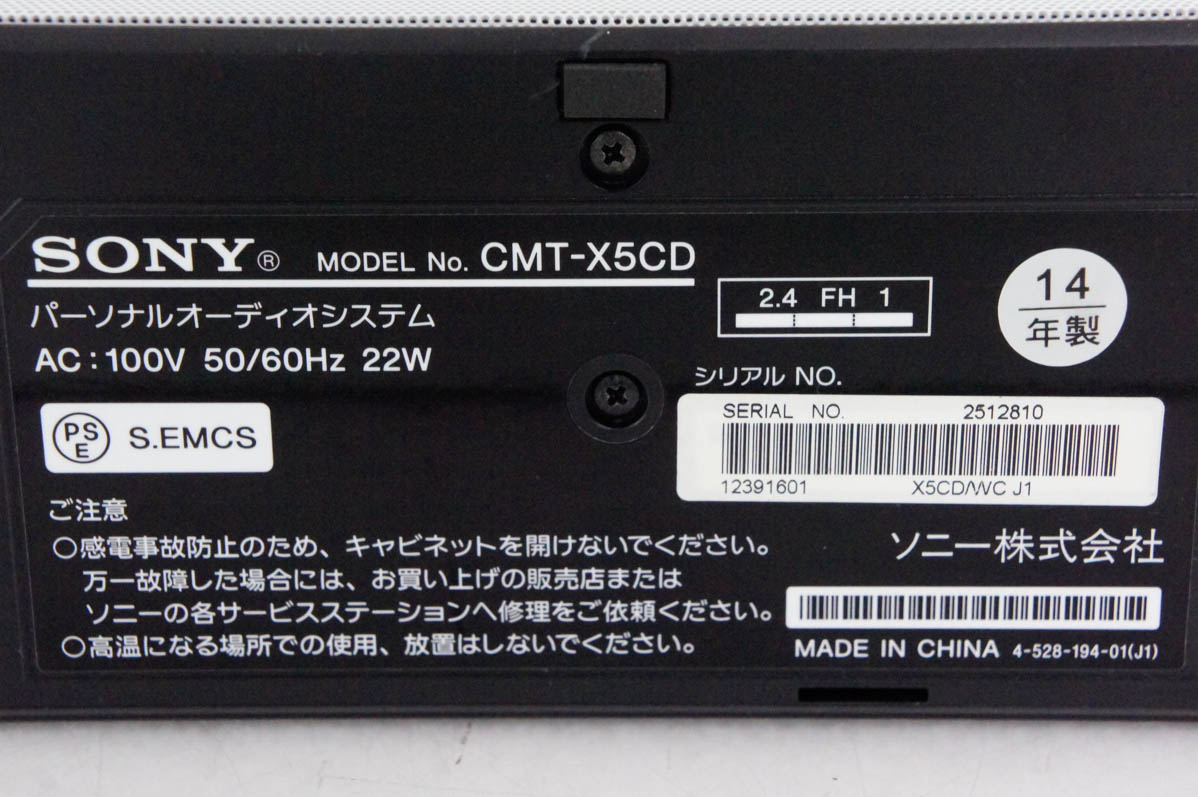 SONY® MODEL No. CMT-X5CD
パーソナルオーディオシステム
AC：100V 50/60Hz 22W
2.4 FH 1
14
年製
PS
E
S.EMCS
シリアル NO.
SERIAL NO. 2512810
12391601 X5CD/WC J1
ご注意
○感電事故防止のため、キャビネットを開けないでください。
万一故障した場合には、お買い上げの販売店または
ソニーの各サービスステーションへ修理をご依頼ください。
○高温になる場所での使用、放置はしないでください。
ソニー株式会社
MADE IN CHINA 4-528-194-01(J1)